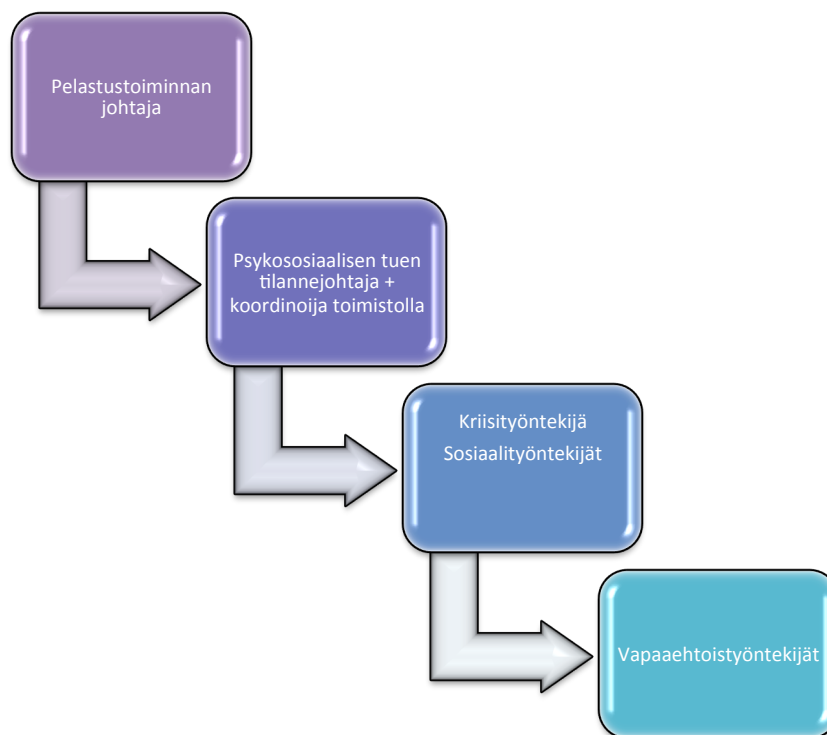 Pelastustoiminnan
johtaja
Psykososiaalisen tuen
tilannejohtaja +
koordinoija toimistolla
Kriisityöntekijä
Sosiaalityöntekijät
Vapaaehtoistyöntekijät